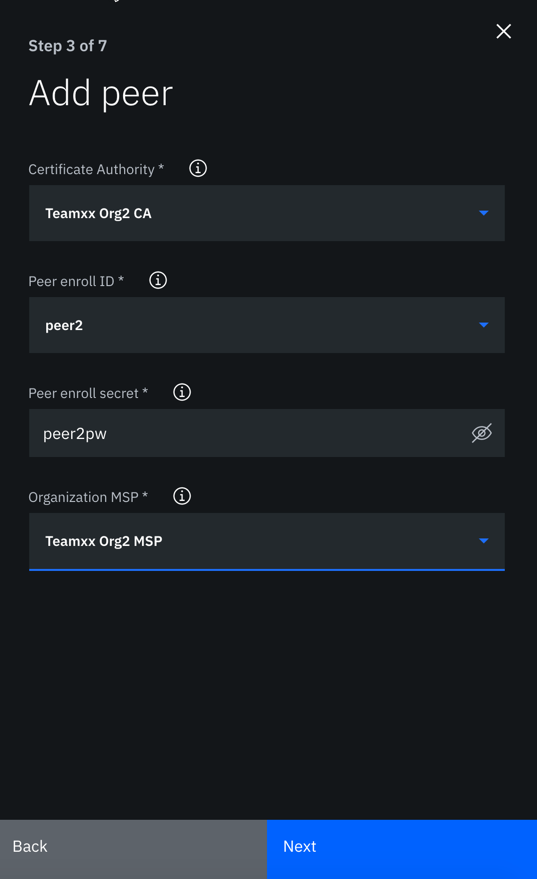 Step 3 of 7
Add peer
Certificate Authority *
Teamxx Org2 CA
Peer enroll ID *
peer2
Peer enroll secret *
peer2pw
Organization MSP *
Teamxx Org2 MSP
Back
Next